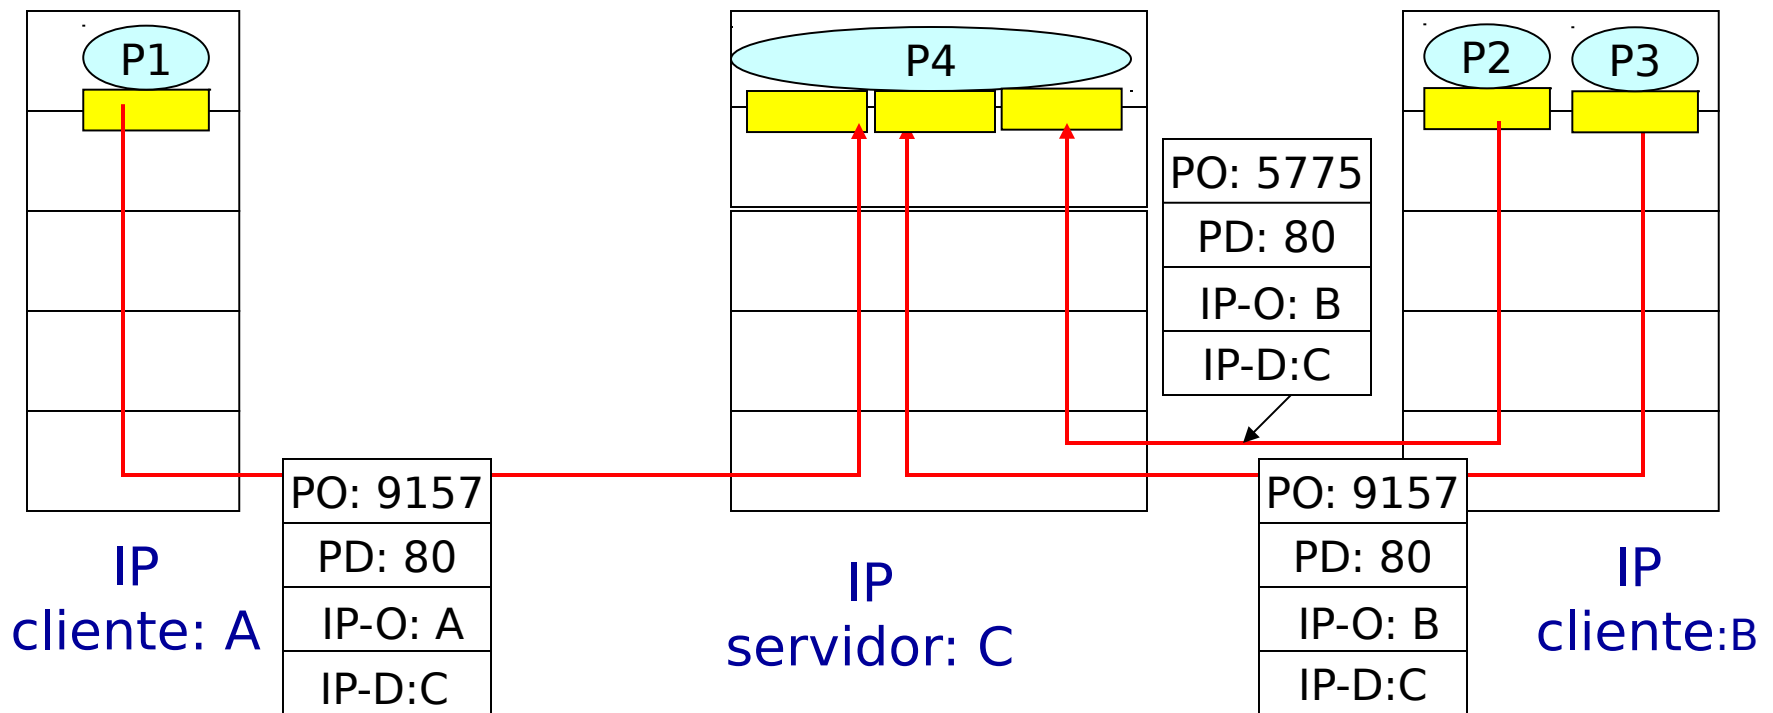 P1
P4
P2
P3
PO: 5775
PD: 80
IP-O: B
IP-D:C
PO: 9157
PD: 80
IP-O: A
IP-D:C
PO: 9157
PD: 80
IP-O: B
IP-D:C
IP
cliente: A
IP
servidor: C
IP
cliente:B